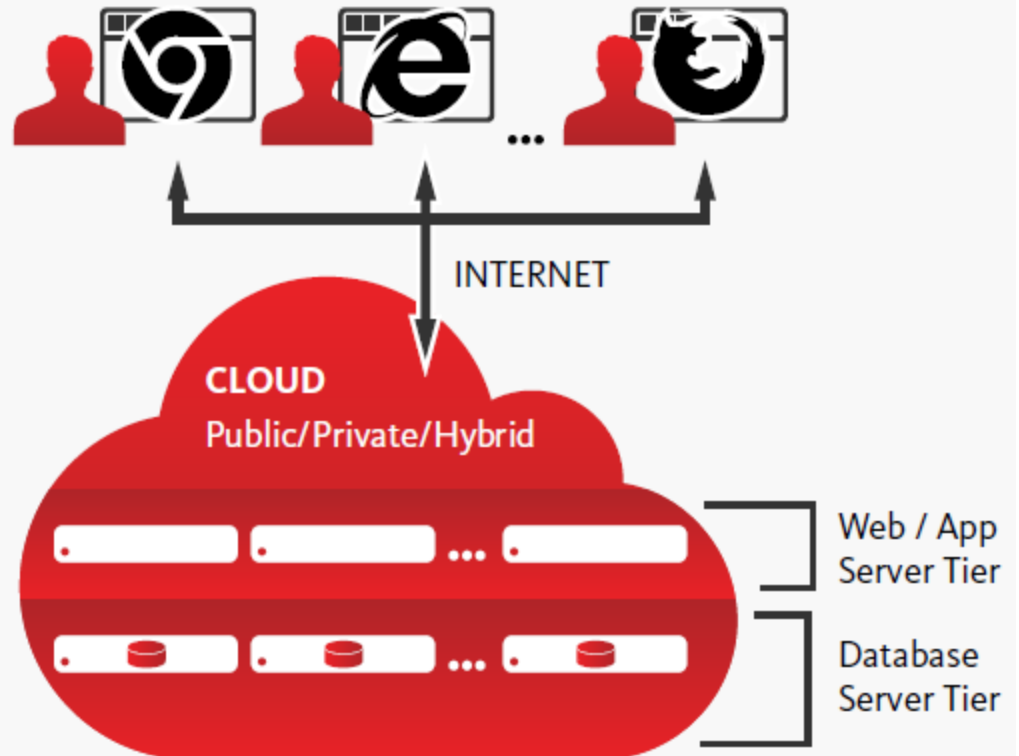 INTERNET
CLOUD
Public/Private/Hybrid
Web / App
Server Tier
Database
Server Tier